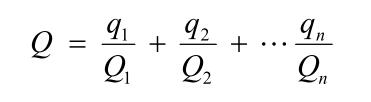 Q = q₁/Q₁ + q₂/Q₂ + ⋯ qₙ/Qₙ